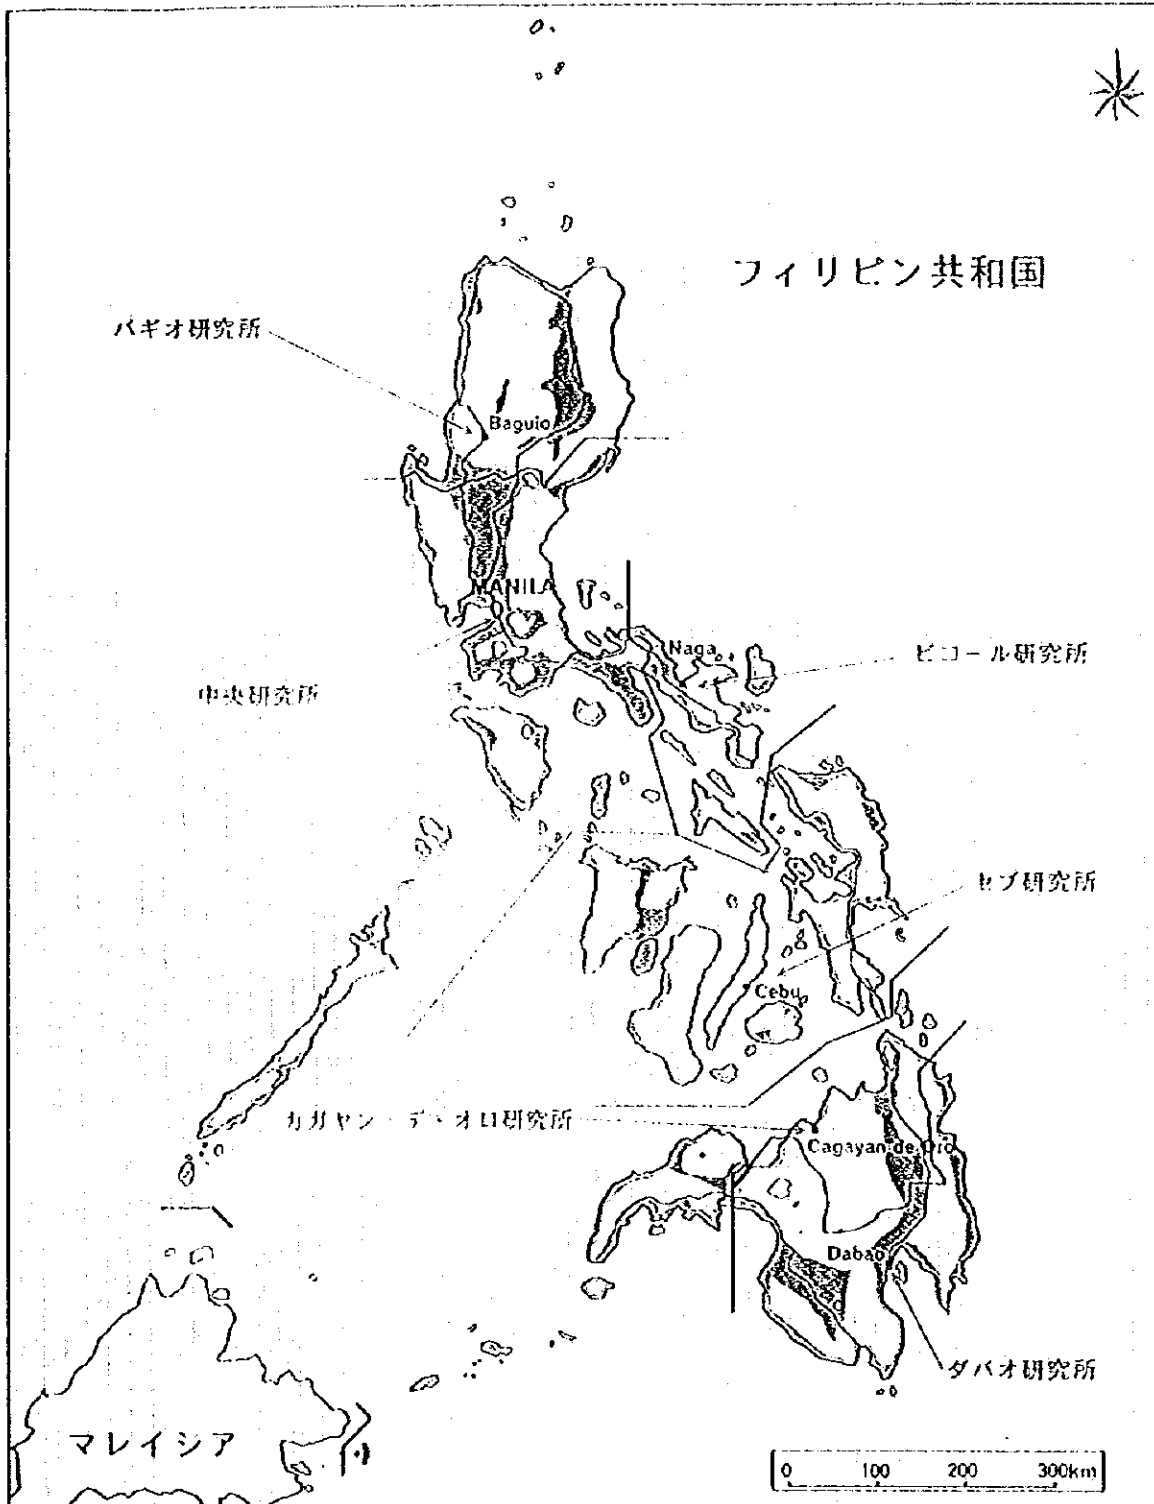 フィリピン共和国
バギオ研究所
Baguio
MANILA
Naga
ビコール研究所
中央研究所
セブ研究所
Cebu
カガヤン・デ・オロ研究所
Cagayan de Oro
Dabao
ダバオ研究所
マレイシア
0 100 200 300km